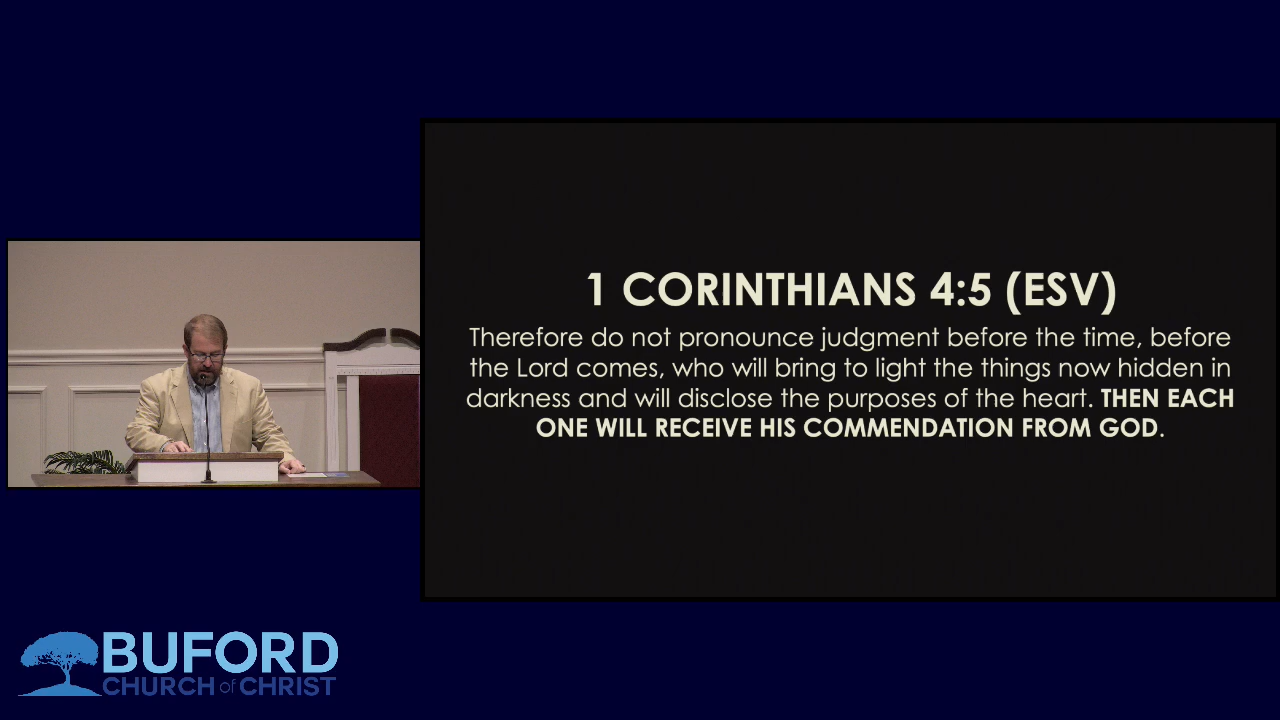 1 CORINTHIANS 4:5 (ESV)
Therefore do not pronounce judgment before the time, before
the Lord comes, who will bring to light the things now hidden in
darkness and will disclose the purposes of the heart. THEN EACH
ONE WILL RECEIVE HIS COMMENDATION FROM GOD.
BUFORD
CHURCH of CHRIST